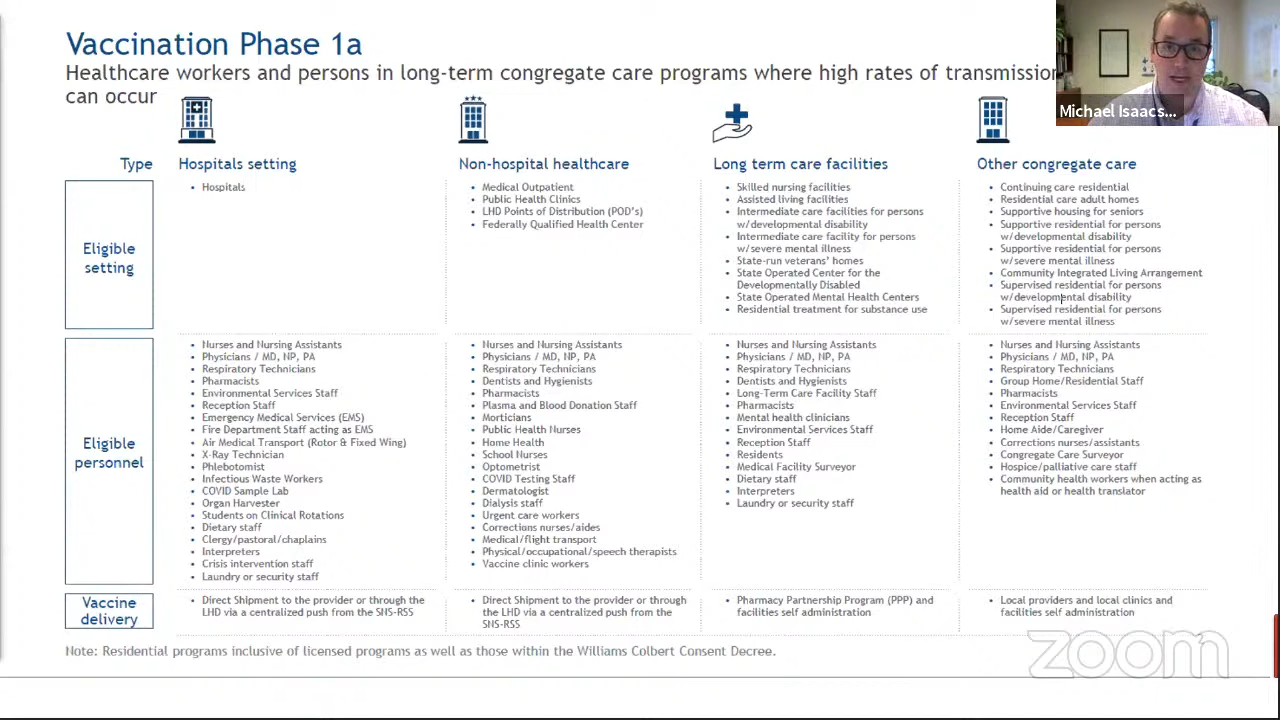 Vaccination Phase 1a
Healthcare workers and persons in long-term congregate care programs where high rates of transmission
can occur
Michael Isaacs...
Type
Hospitals setting
Non-hospital healthcare
Long term care facilities
Other congregate care
Eligible
setting
• Hospitals
• Medical Outpatient
• Public Health Clinics
• LHD Points of Distribution (POD's)
• Federally Qualified Health Center
• Skilled nursing facilities
• Assisted living facilities
• Intermediate care facilities for persons
w/developmental disability
• Intermediate care facility for persons
w/severe mental illness
• State-run veterans' homes
• State Operated Center for the
Developmentally Disabled
• State Operated Mental Health Centers
• Residential treatment for substance use
• Continuing care residential
• Residential care adult homes
• Supportive housing for seniors
• Supportive residential for persons
w/developmental disability
• Supportive residential for persons
w/severe mental illness
• Community Integrated Living Arrangement
• Supervised residential for persons
w/developmental disability
• Supervised residential for persons
w/severe mental illness
Eligible
personnel
• Nurses and Nursing Assistants
• Physicians / MD, NP, PA
• Respiratory Technicians
• Pharmacists
• Environmental Services Staff
• Reception Staff
• Emergency Medical Services (EMS)
• Fire Department Staff acting as EMS
• Air Medical Transport (Rotor & Fixed Wing)
• X-Ray Technician
• Phlebotomist
• Infectious Waste Workers
• COVID Sample Lab
• Organ Harvester
• Students on Clinical Rotations
• Dietary staff
• Clergy/pastoral/chaplains
• Interpreters
• Crisis intervention staff
• Laundry or security staff
• Nurses and Nursing Assistants
• Physicians / MD, NP, PA
• Respiratory Technicians
• Dentists and Hygienists
• Pharmacists
• Plasma and Blood Donation Staff
• Morticians
• Public Health Nurses
• Home Health
• School Nurses
• Optometrist
• COVID Testing Staff
• Dermatologist
• Dialysis staff
• Urgent care workers
• Corrections nurses/aides
• Medical/flight transport
• Physical/occupational/speech therapists
• Vaccine clinic workers
• Nurses and Nursing Assistants
• Physicians / MD, NP, PA
• Respiratory Technicians
• Dentists and Hygienists
• Long-Term Care Facility Staff
• Pharmacists
• Mental health clinicians
• Environmental Services Staff
• Reception Staff
• Residents
• Medical Facility Surveyor
• Dietary staff
• Interpreters
• Laundry or security staff
• Nurses and Nursing Assistants
• Physicians / MD, NP, PA
• Respiratory Technicians
• Group Home/Residential Staff
• Pharmacists
• Environmental Services Staff
• Reception Staff
• Home Aide/Caregiver
• Corrections nurses/assistants
• Congregate Care Surveyor
• Hospice/palliative care staff
• Community health workers when acting as
health aid or health translator
Vaccine
delivery
• Direct Shipment to the provider or through the
LHD via a centralized push from the SNS-RSS
• Direct Shipment to the provider or through
the LHD via a centralized push from the
SNS-RSS
• Pharmacy Partnership Program (PPP) and
facilities self administration
• Local providers and local clinics and
facilities self administration
Note: Residential programs inclusive of licensed programs as well as those within the Williams Colbert Consent Decree.
zoom